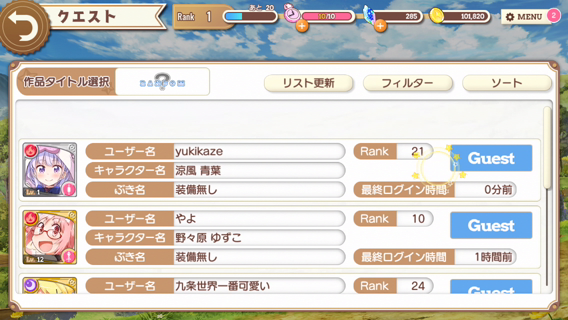 クエスト
Rank 1
あと 20
10/10
285
101,820
MENU
2
作品タイトル選択
RANDOM
リスト更新
フィルター
ソート
ユーザー名 yukikaze
Rank 21
キャラクター名 涼風 青葉
Guest
Lv. 1
ぶき名 装備無し
最終ログイン時間 0分前
ユーザー名 やよ
Rank 10
キャラクター名 野々原 ゆずこ
Guest
Lv. 12
ぶき名 装備無し
最終ログイン時間 1時間前
ユーザー名 九条世界一番可愛い
Rank 24
Guest